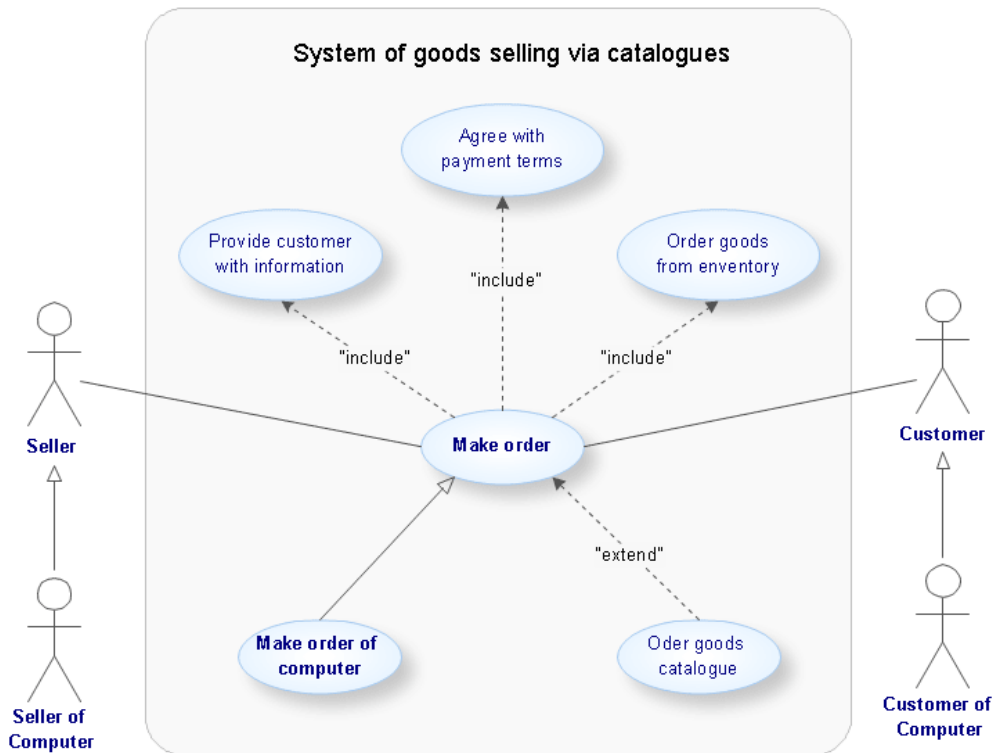 System of goods selling via catalogues
Agree with
payment terms
Provide customer
with information
Order goods
from enventory
"include"
"include"
"include"
Seller
Make order
Customer
"extend"
Make order of
computer
Oder goods
catalogue
Seller of
Computer
Customer of
Computer